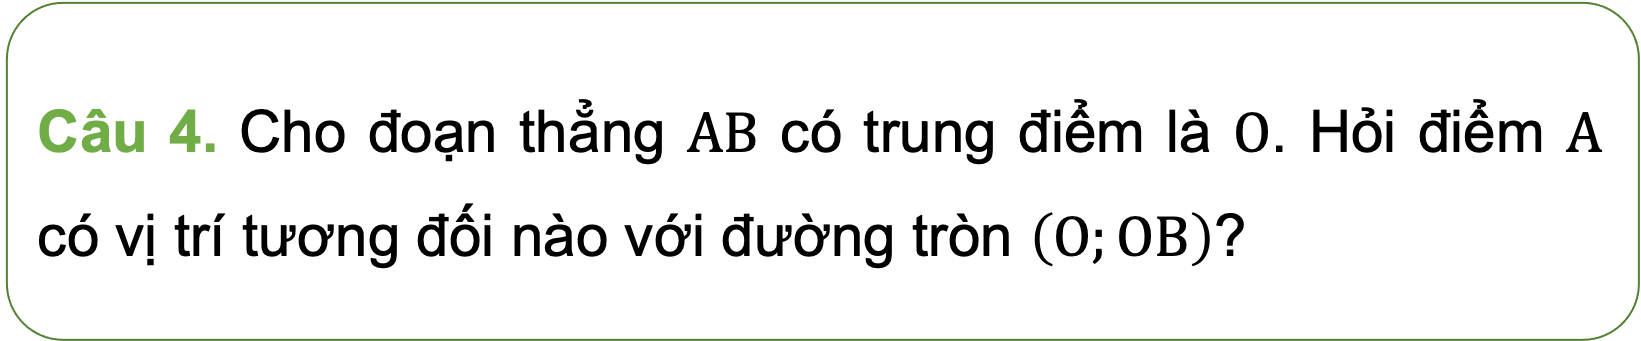 Câu 4. Cho đoạn thẳng AB có trung điểm là O. Hỏi điểm A
có vị trí tương đối nào với đường tròn (O; OB)?